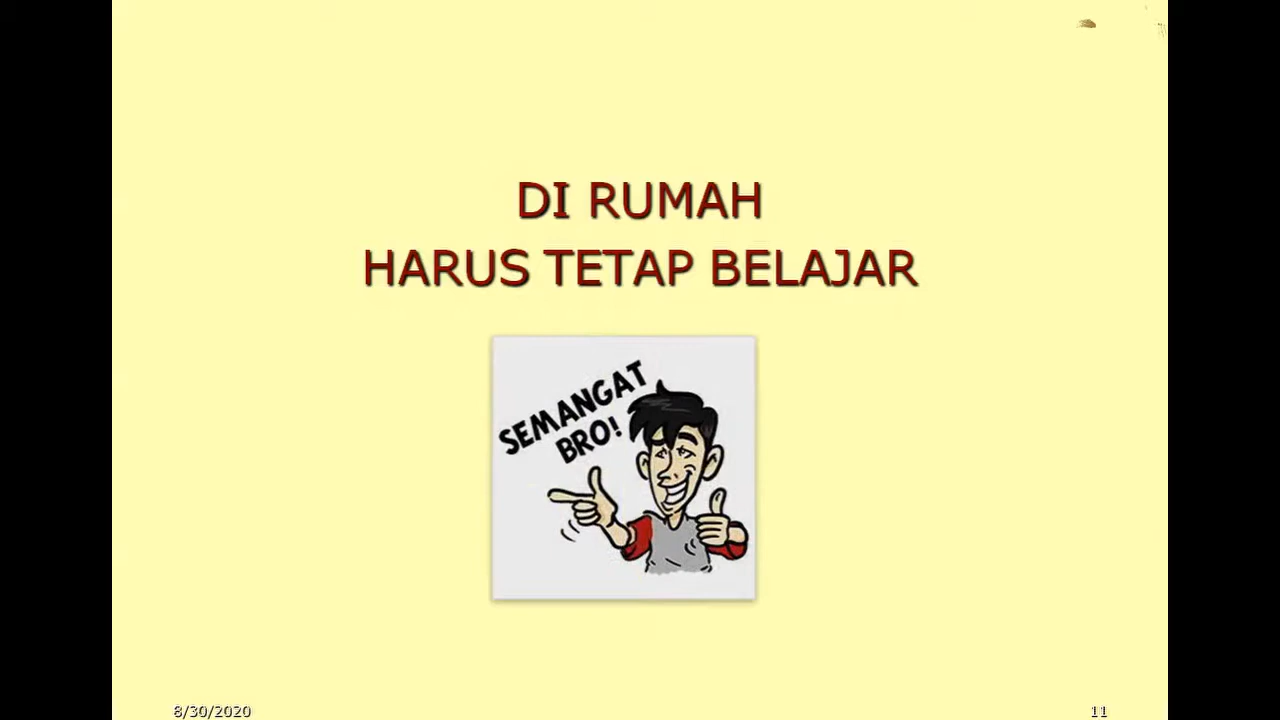 DI RUMAH
HARUS TETAP BELAJAR
SEMANGAT
BRO!
8/30/2020
11